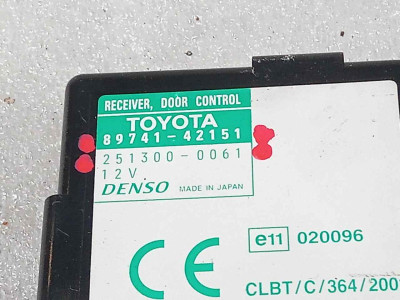 RECEIVER, DOOR CONTROL
TOYOTA
89741-42151
251300-0061
12V
DENSO MADE IN JAPAN
CE
e11 020096
CLBT/C/364/200